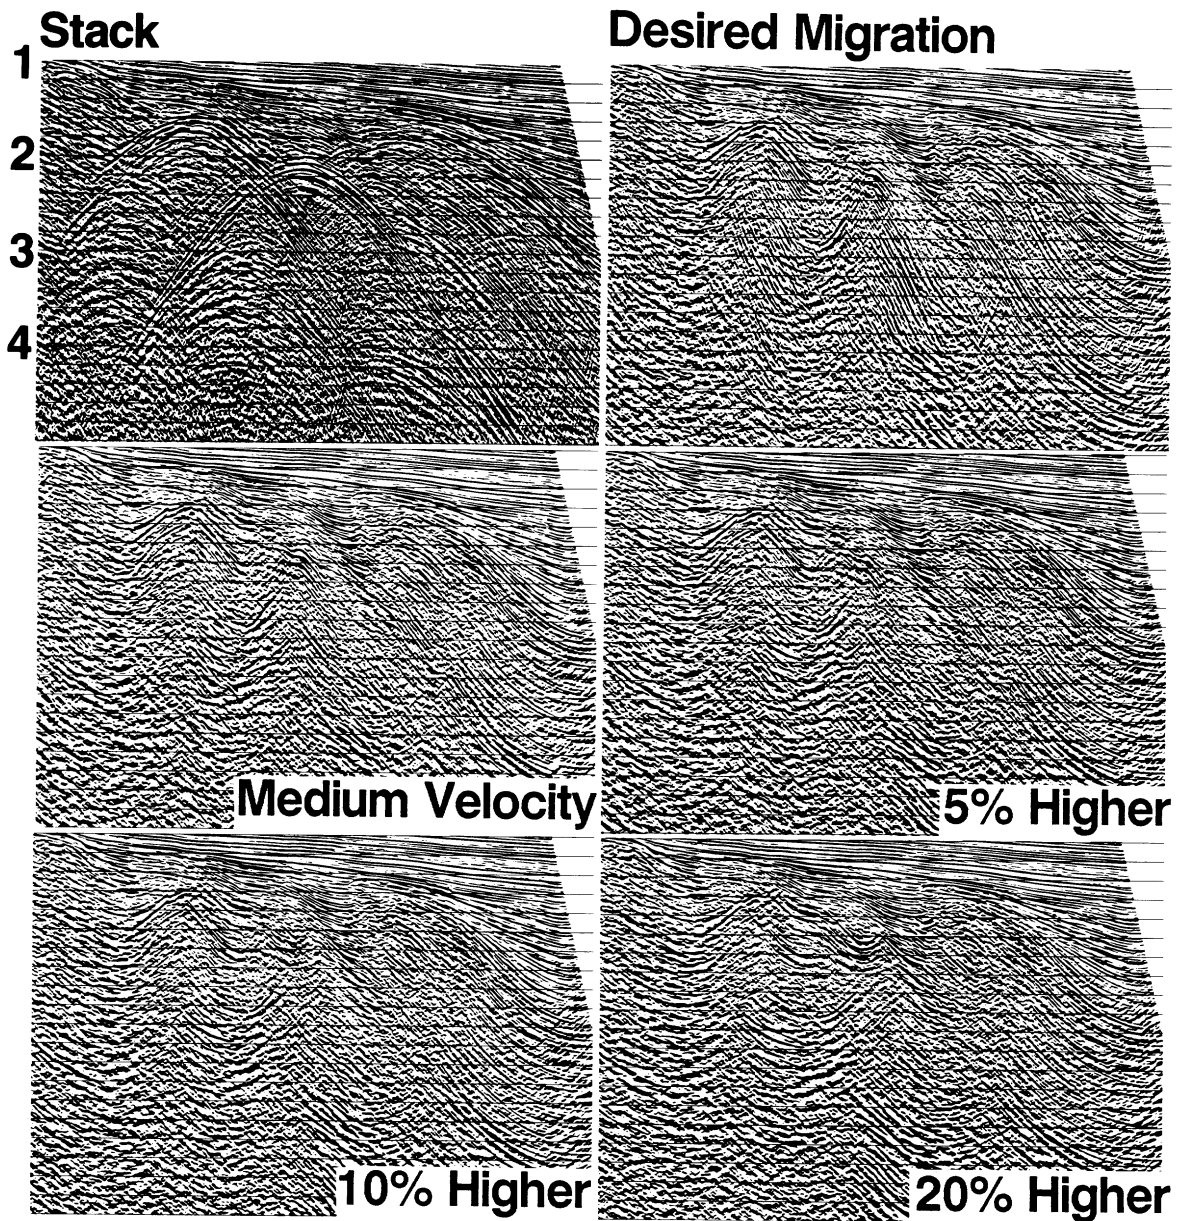 Stack
Desired Migration
1
2
3
4
Medium Velocity
5% Higher
10% Higher
20% Higher